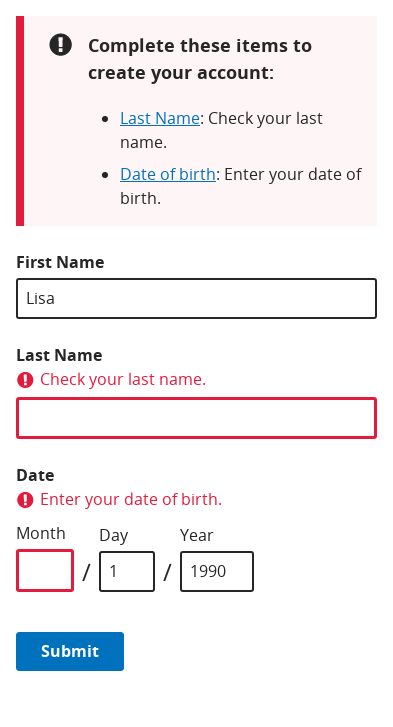 Complete these items to
create your account:
Last Name: Check your last
name.
Date of birth: Enter your date of
birth.
First Name
Lisa
Last Name
Check your last name.
Date
Enter your date of birth.
Month Day Year
/ 1 / 1990
Submit